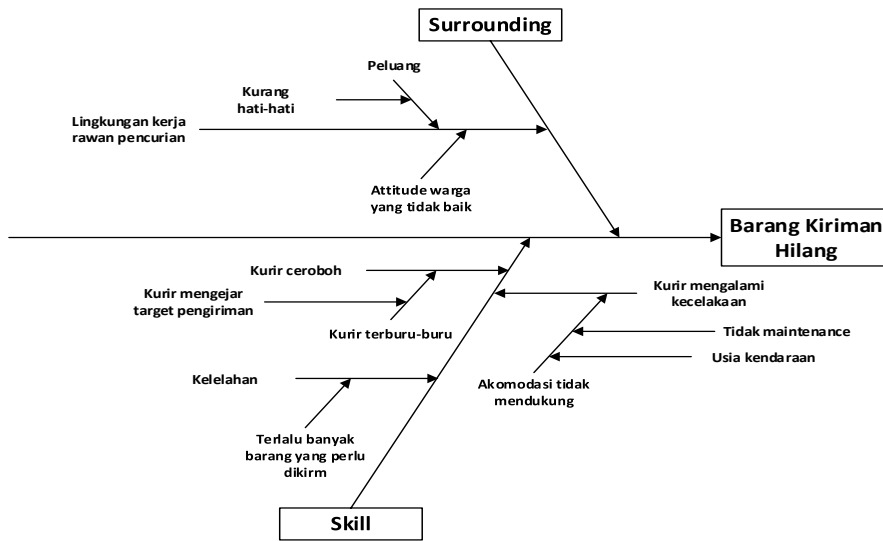 Surrounding
Peluang
Kurang
hati-hati
Lingkungan kerja
rawan pencurian
Attitude warga
yang tidak baik
Barang Kiriman
Hilang
Kurir ceroboh
Kurir mengejar
target pengiriman
Kurir terburu-buru
Kurir mengalami
kecelakaan
Tidak maintenance
Usia kendaraan
Akomodasi tidak
mendukung
Kelelahan
Terlalu banyak
barang yang perlu
dikirm
Skill